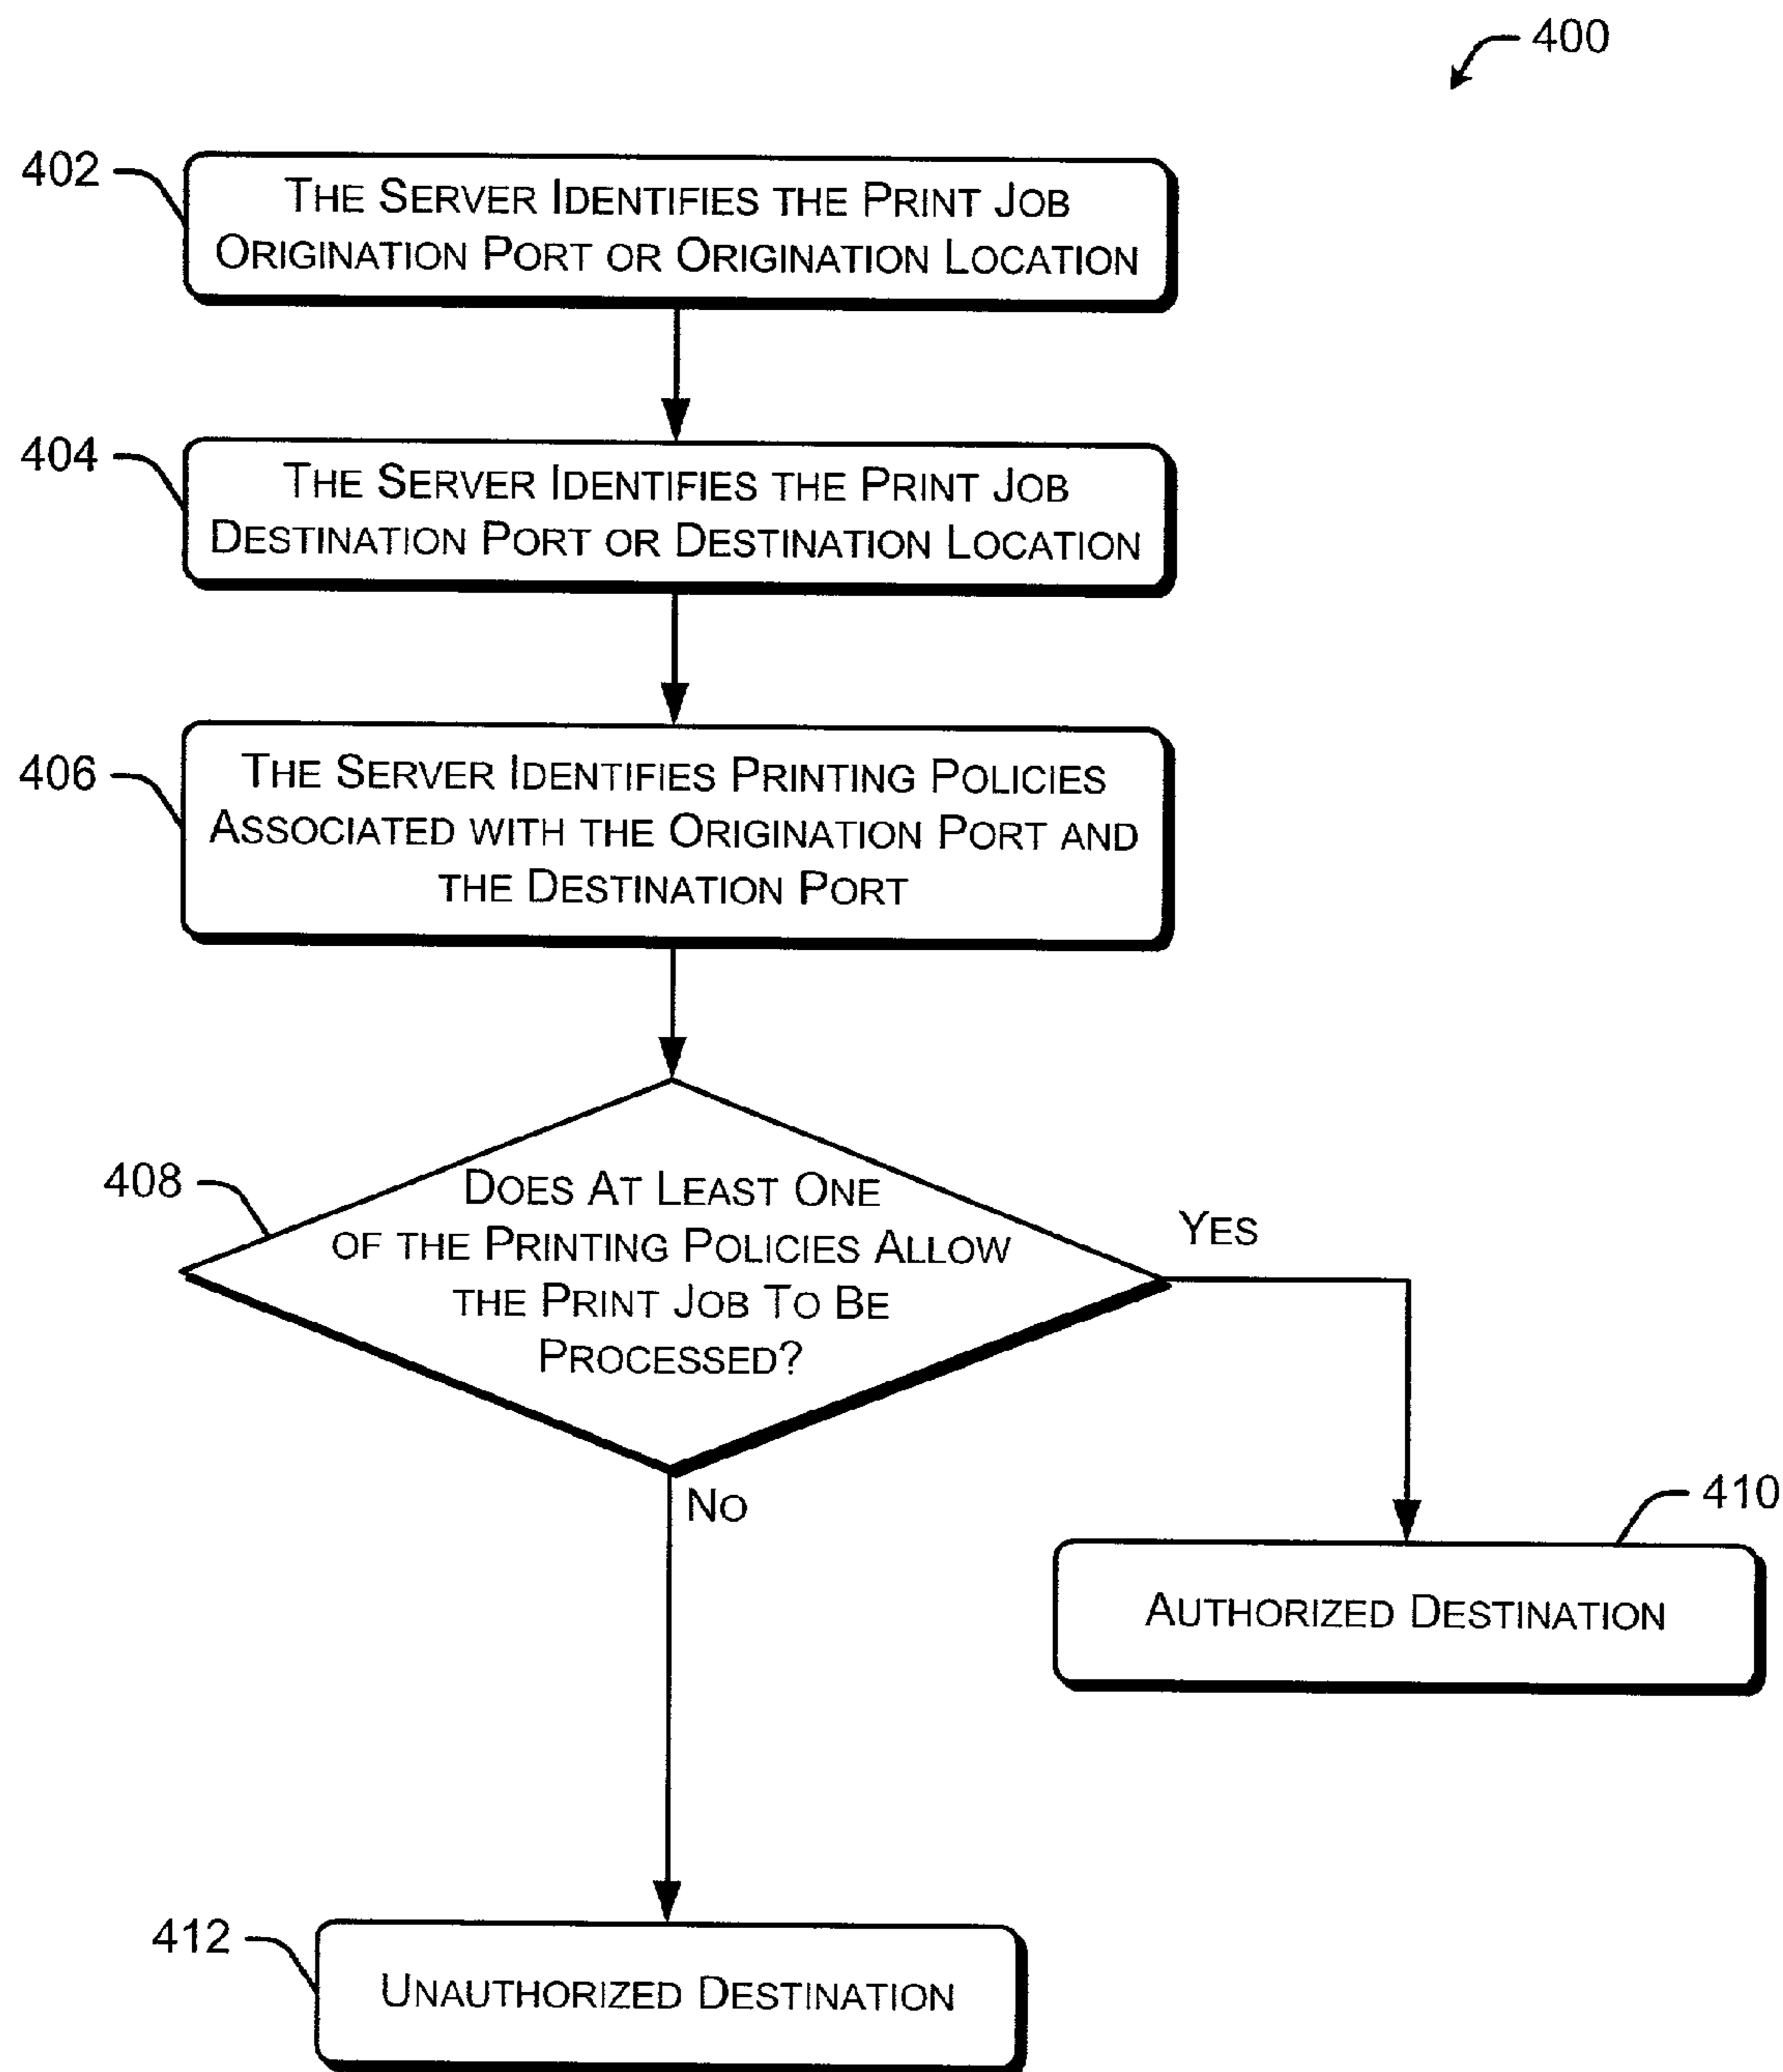 400
402
THE SERVER IDENTIFIES THE PRINT JOB
ORIGINATION PORT OR ORIGINATION LOCATION
404
THE SERVER IDENTIFIES THE PRINT JOB
DESTINATION PORT OR DESTINATION LOCATION
406
THE SERVER IDENTIFIES PRINTING POLICIES
ASSOCIATED WITH THE ORIGINATION PORT AND
THE DESTINATION PORT
408
DOES AT LEAST ONE
OF THE PRINTING POLICIES ALLOW
THE PRINT JOB TO BE
PROCESSED?
YES
NO
410
AUTHORIZED DESTINATION
412
UNAUTHORIZED DESTINATION